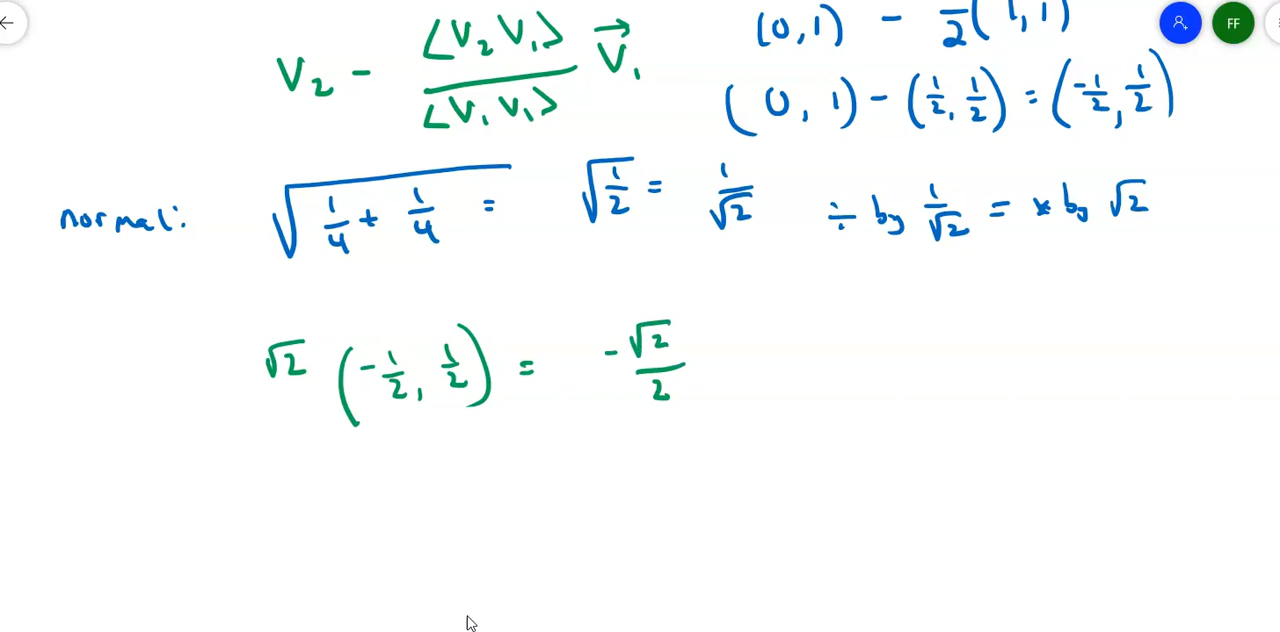 (0, 1) - 1/2 (1, 1)
V₂ - ⟨V₂ V₁⟩/⟨V₁ V₁⟩ V⃗₁
(0, 1) - (1/2, 1/2) = (-1/2, 1/2)
normal: √(1/4 + 1/4) = √(1/2) = 1/√2 ÷ by 1/√2 = * by √2
√2 (-1/2, 1/2) = -√2/2
FF